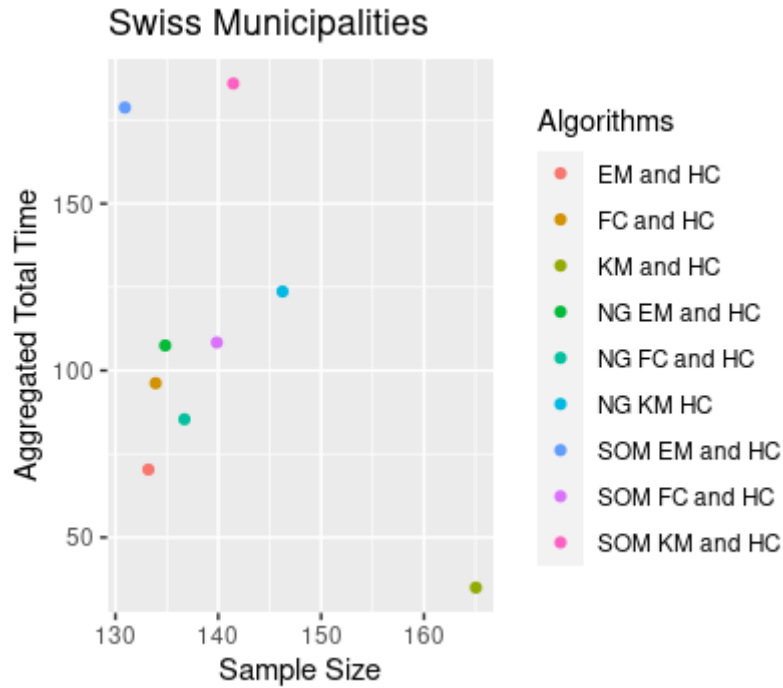 Swiss Municipalities
Aggregated Total Time
150
100
50
130
140
150
160
Sample Size
Algorithms
EM and HC
FC and HC
KM and HC
NG EM and HC
NG FC and HC
NG KM HC
SOM EM and HC
SOM FC and HC
SOM KM and HC